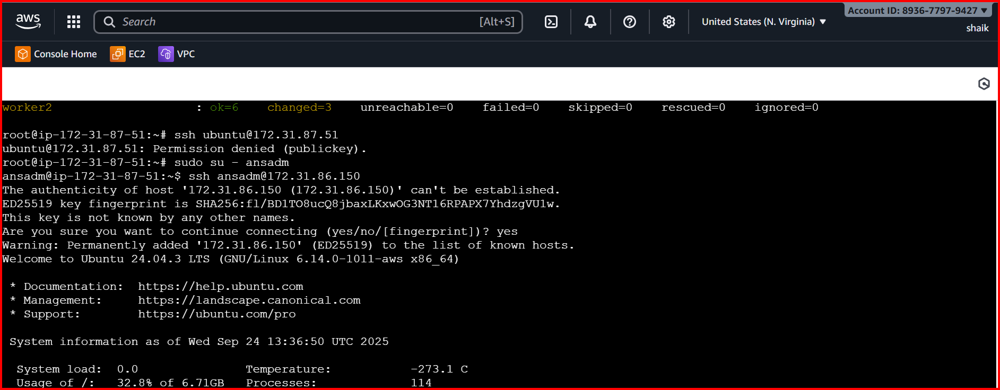 aws
Search [Alt+S]
United States (N. Virginia) ▼
Account ID: 8936-7797-9427 ▼
shaik
Console Home EC2 VPC
worker2 : ok=6 changed=3 unreachable=0 failed=0 skipped=0 rescued=0 ignored=0
root@ip-172-31-87-51:~# ssh ubuntu@172.31.87.51
ubuntu@172.31.87.51: Permission denied (publickey).
root@ip-172-31-87-51:~# sudo su - ansadm
ansadm@ip-172-31-87-51:~$ ssh ansadm@172.31.86.150
The authenticity of host '172.31.86.150 (172.31.86.150)' can't be established.
ED25519 key fingerprint is SHA256:fl/BD1TO8ucQ8jbaxLKxwOG3NT16RPAPX7YhdzgVU1w.
This key is not known by any other names.
Are you sure you want to continue connecting (yes/no/[fingerprint])? yes
Warning: Permanently added '172.31.86.150' (ED25519) to the list of known hosts.
Welcome to Ubuntu 24.04.3 LTS (GNU/Linux 6.14.0-1011-aws x86_64)
* Documentation: https://help.ubuntu.com
* Management: https://landscape.canonical.com
* Support: https://ubuntu.com/pro
System information as of Wed Sep 24 13:36:50 UTC 2025
System load: 0.0 Temperature: -273.1 C
Usage of /: 32.8% of 6.71GB Processes: 114